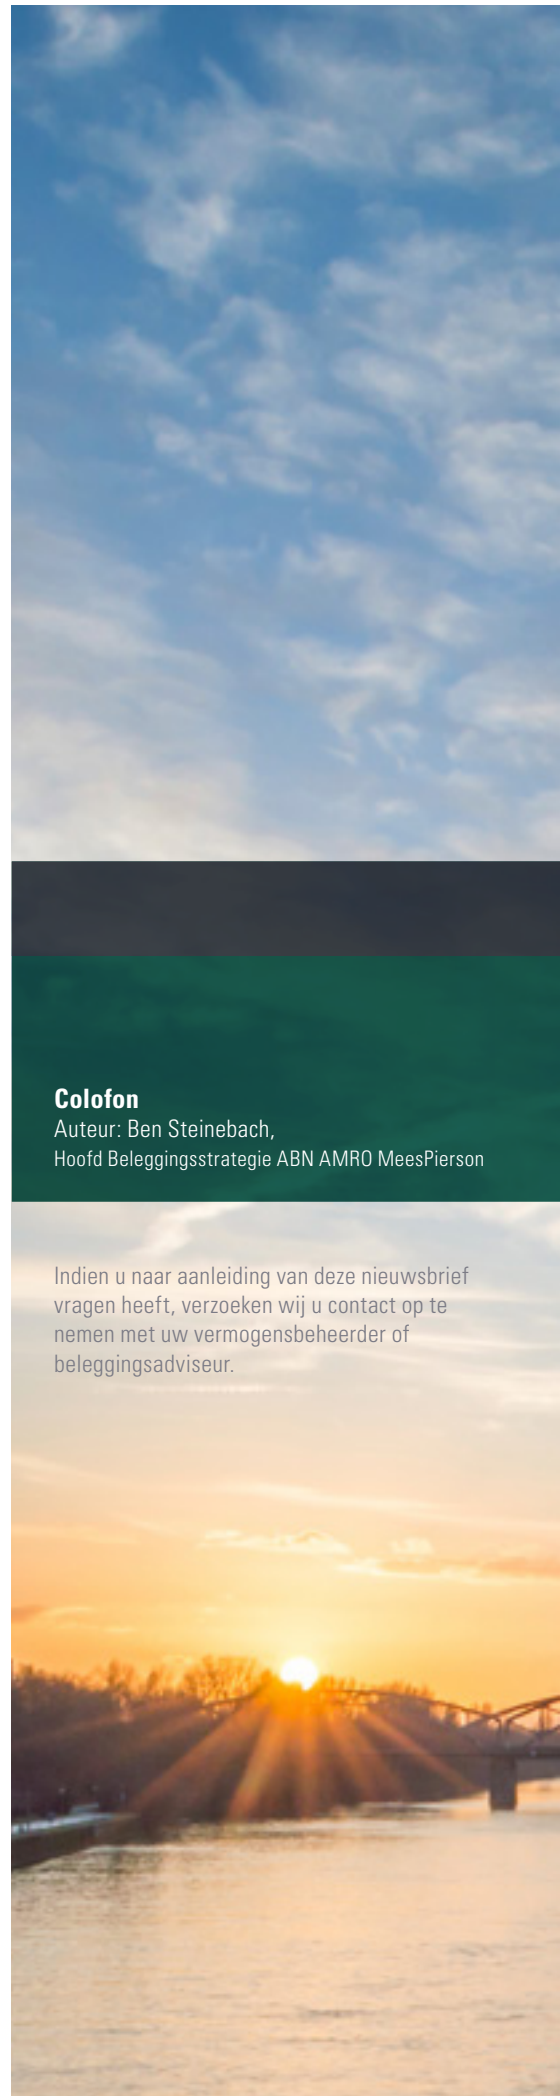 Colofon
Auteur: Ben Steinebach,
Hoofd Beleggingsstrategie ABN AMRO MeesPierson
Indien u naar aanleiding van deze nieuwsbrief
vragen heeft, verzoeken wij u contact op te
nemen met uw vermogensbeheerder of
beleggingsadviseur.